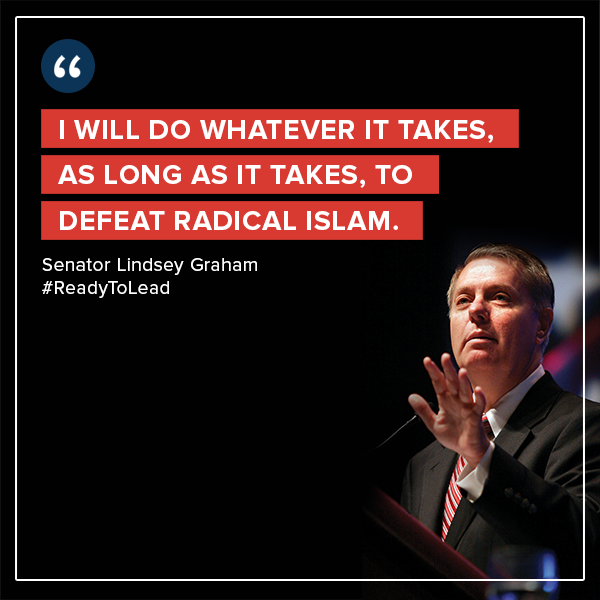 “
I WILL DO WHATEVER IT TAKES,
AS LONG AS IT TAKES, TO
DEFEAT RADICAL ISLAM.
Senator Lindsey Graham
#ReadyToLead